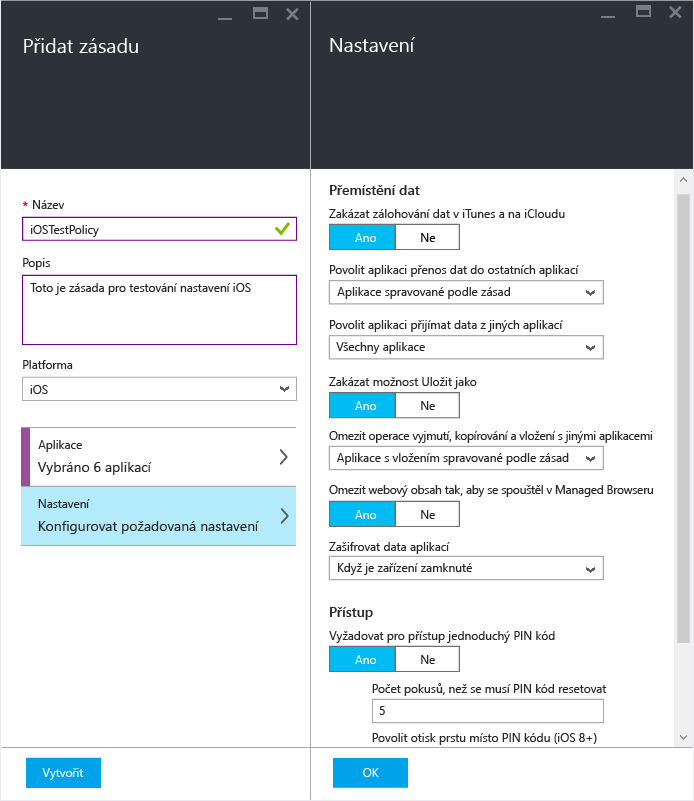 Přidat zásadu
* Název
iOSTestPolicy
Popis
Toto je zásada pro testování nastavení iOS
Platforma
iOS
Aplikace
Vybráno 6 aplikací
Nastavení
Konfigurovat požadovaná nastavení
Vytvořit
Nastavení
Přemístění dat
Zakázat zálohování dat v iTunes a na iCloudu
Ano Ne
Povolit aplikaci přenos dat do ostatních aplikací
Aplikace spravované podle zásad
Povolit aplikaci přijímat data z jiných aplikací
Všechny aplikace
Zakázat možnost Uložit jako
Ano Ne
Omezit operace vyjmutí, kopírování a vložení s jinými aplikacemi
Aplikace s vložením spravované podle zásad
Omezit webový obsah tak, aby se spouštěl v Managed Browseru
Ano Ne
Zašifrovat data aplikací
Když je zařízení zamknuté
Přístup
Vyžadovat pro přístup jednoduchý PIN kód
Ano Ne
Počet pokusů, než se musí PIN kód resetovat
5
Povolit otisk prstu místo PIN kódu (iOS 8+)
OK